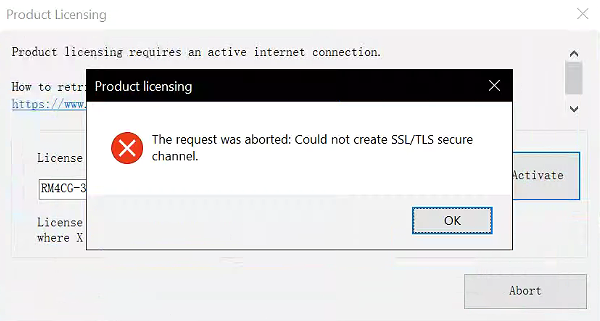 Product Licensing
Product licensing requires an active internet connection.
How to
https://www.
Product licensing
The request was aborted: Could not create SSL/TLS secure
channel.
OK
License
RM4CG-3
Activate
License
where X
Abort